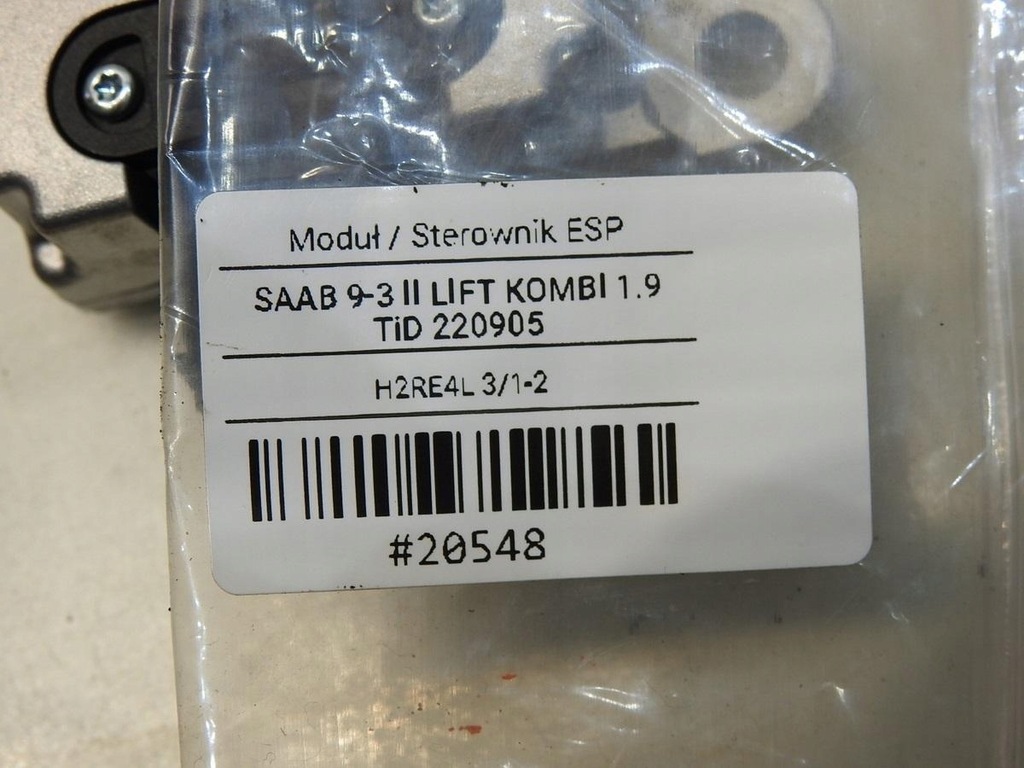 Moduł / Sterownik ESP
SAAB 9-3 II LIFT KOMBI 1.9
TiD 220905
H2RE4L 3/1-2
#20548